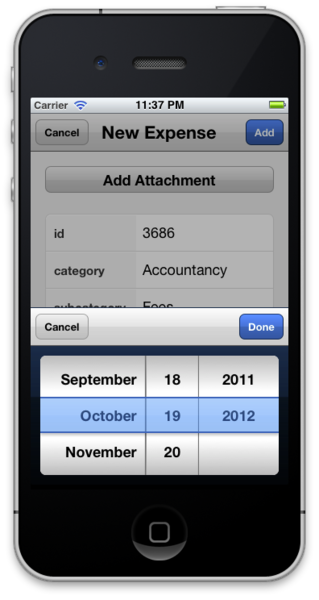 Carrier 11:37 PM
Cancel New Expense Add
Add Attachment
id 3686
category Accountancy
subcategory Fees
Cancel Done
September 18 2011
October 19 2012
November 20